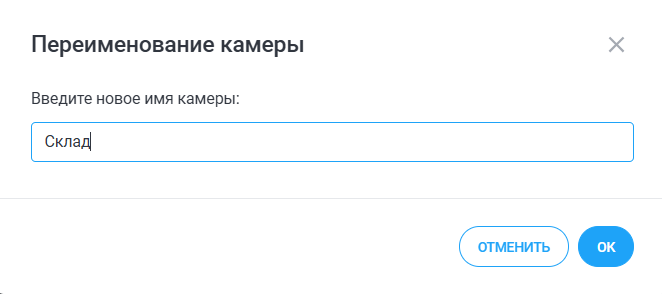 Переименование камеры
Введите новое имя камеры:
Склад
ОТМЕНИТЬ
ОК